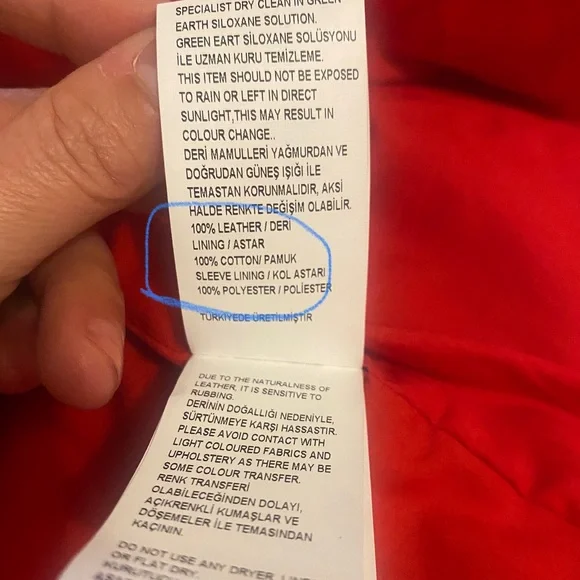 SPECIALIST DRY CLEAN IN GREEN
EARTH SILOXANE SOLUTION.
GREEN EART SİLOXANE SOLÜSYONU
İLE UZMAN KURU TEMİZLEME.
THIS ITEM SHOULD NOT BE EXPOSED
TO RAIN OR LEFT IN DIRECT
SUNLIGHT,THIS MAY RESULT IN
COLOUR CHANGE..
DERİ MAMULLERİ YAĞMURDAN VE
DOĞRUDAN GÜNEŞ IŞIĞI İLE
TEMASTAN KORUNMALIDIR, AKSİ
HALDE RENKTE DEĞİŞİM OLABİLİR.
100% LEATHER / DERİ
LINING / ASTAR
100% COTTON/ PAMUK
SLEEVE LINING / KOL ASTARI
100% POLYESTER / POLİESTER
TÜRKİYEDE ÜRETİLMİŞTİR
DUE TO THE NATURALNESS OF
LEATHER, IT IS SENSITIVE TO
RUBBING.
DERİNİN DOĞALLIĞI NEDENİYLE,
SÜRTÜNMEYE KARŞI HASSASTIR.
PLEASE AVOID CONTACT WITH
LIGHT COLOURED FABRICS AND
UPHOLSTERY AS THERE MAY BE
SOME COLOUR TRANSFER.
RENK TRANSFERİ
OLABİLECEĞİNDEN DOLAYI,
AÇIKRENKLİ KUMAŞLAR VE
DÖŞEMELER İLE TEMASINDAN
KAÇININ.
DO NOT USE ANY DRYER, LINE
OR FLAT DRY.